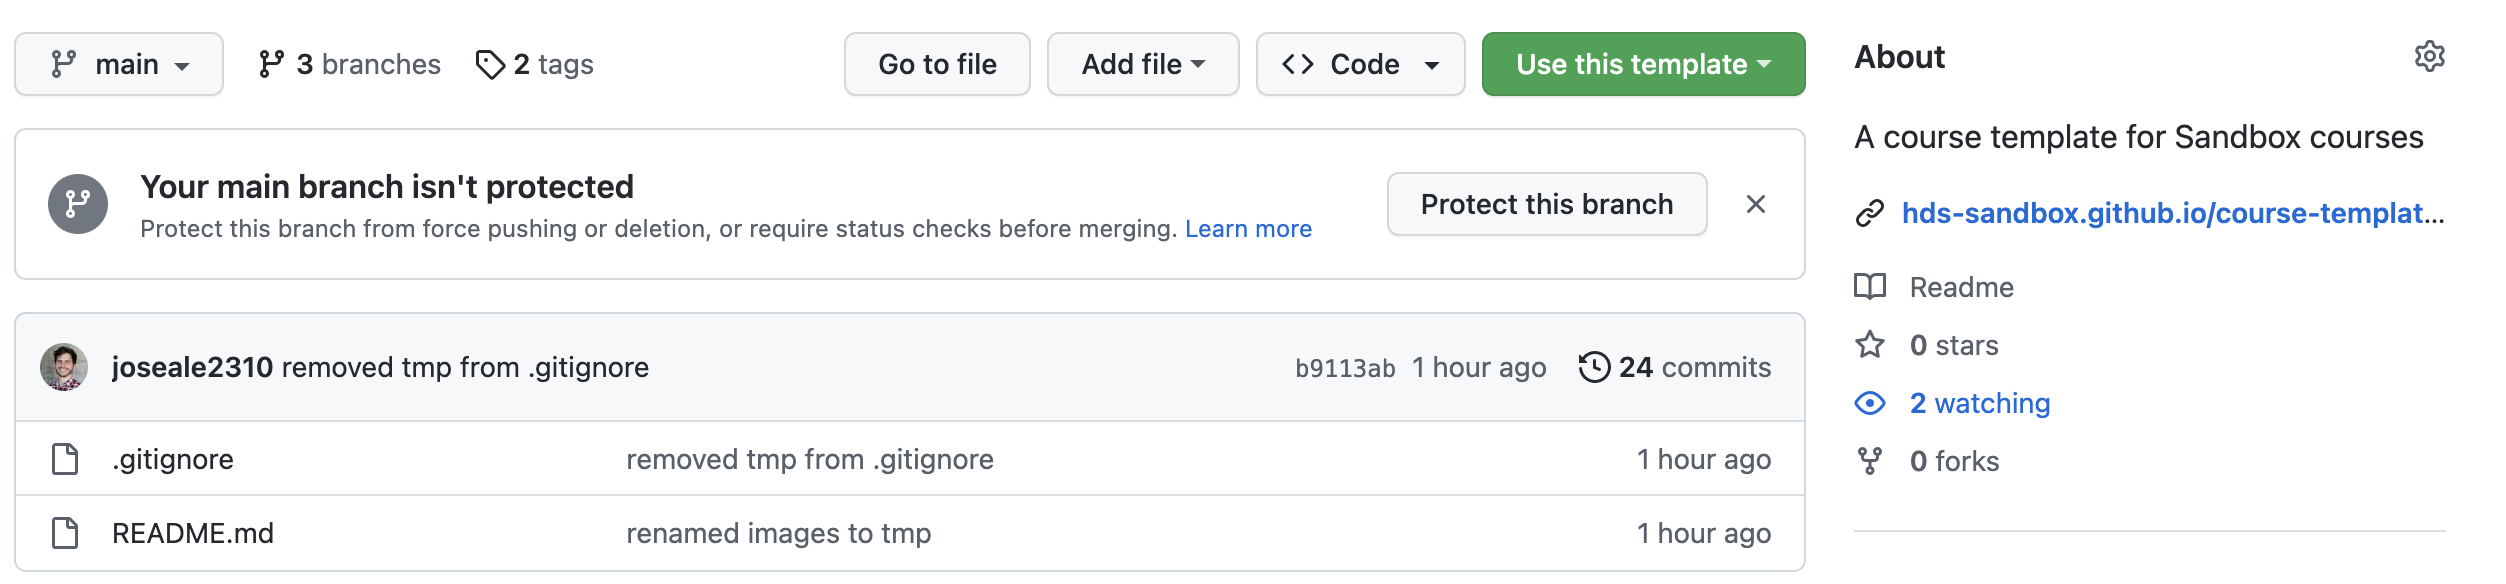 main
3 branches
2 tags
Go to file
Add file
Code
Use this template
Your main branch isn't protected
Protect this branch from force pushing or deletion, or require status checks before merging. Learn more
Protect this branch
joseale2310 removed tmp from .gitignore
b9113ab 1 hour ago
24 commits
.gitignore
removed tmp from .gitignore
1 hour ago
README.md
renamed images to tmp
1 hour ago
About
A course template for Sandbox courses
hds-sandbox.github.io/course-templat...
Readme
0 stars
2 watching
0 forks